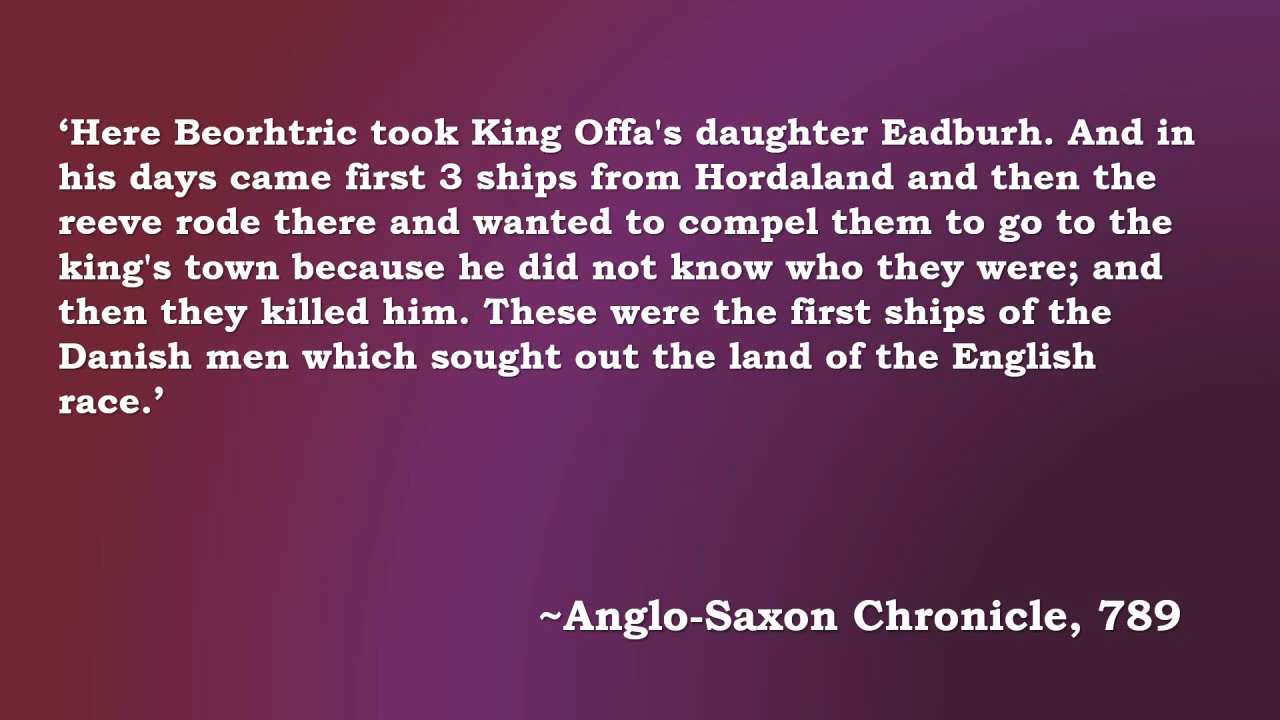 ‘Here Beorhtric took King Offa's daughter Eadburh. And in
his days came first 3 ships from Hordaland and then the
reeve rode there and wanted to compel them to go to the
king's town because he did not know who they were; and
then they killed him. These were the first ships of the
Danish men which sought out the land of the English
race.’
~Anglo-Saxon Chronicle, 789